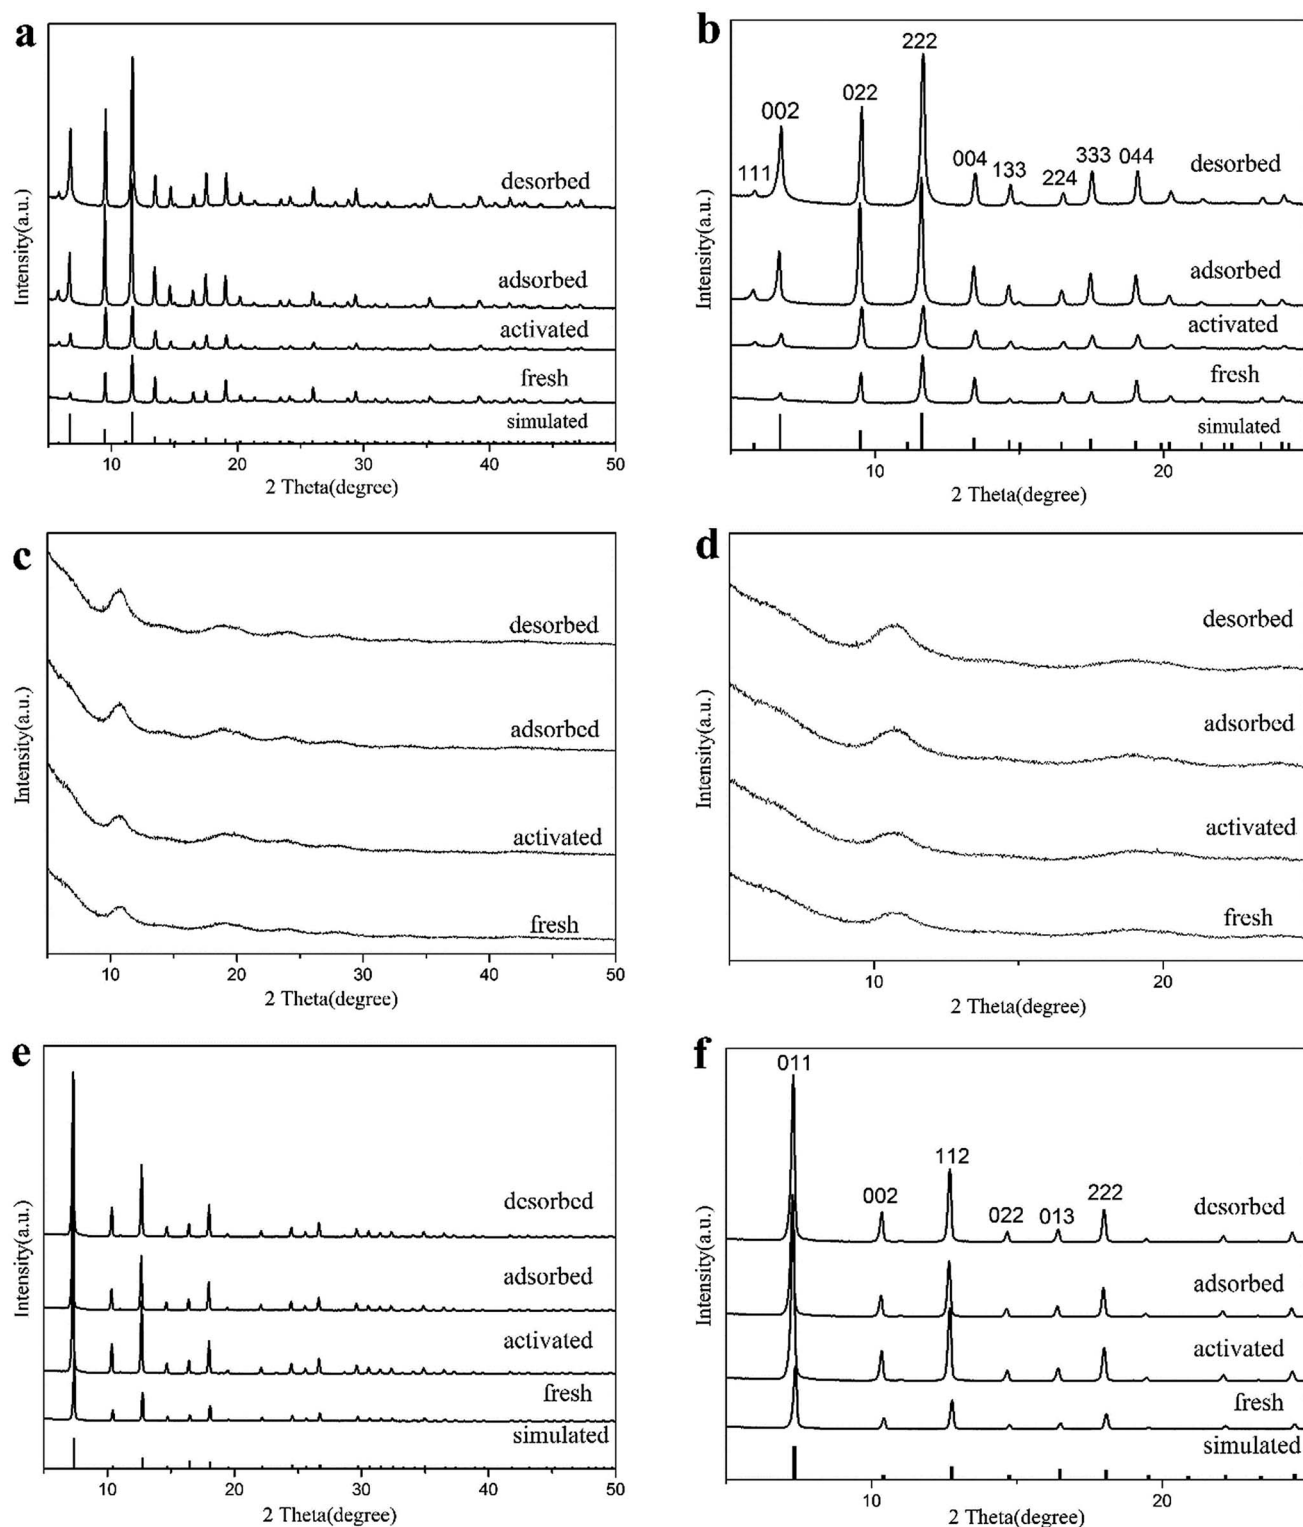 a
desorbed
adsorbed
activated
fresh
simulated
Intensity(a.u.)
10 20 30 40 50
2 Theta(degree)
b
222
002
022
111
004
133
224
333
044
desorbed
adsorbed
activated
fresh
simulated
Intensity(a.u.)
10 20
2 Theta(degree)
c
desorbed
adsorbed
activated
fresh
Intensity(a.u.)
10 20 30 40 50
2 Theta(degree)
d
desorbed
adsorbed
activated
fresh
Intensity(a.u.)
10 20
2 Theta(degree)
e
desorbed
adsorbed
activated
fresh
simulated
Intensity(a.u.)
10 20 30 40 50
2 Theta(degree)
f
011
112
002
022
013
222
desorbed
adsorbed
activated
fresh
simulated
Intensity(a.u.)
10 20
2 Theta(degree)